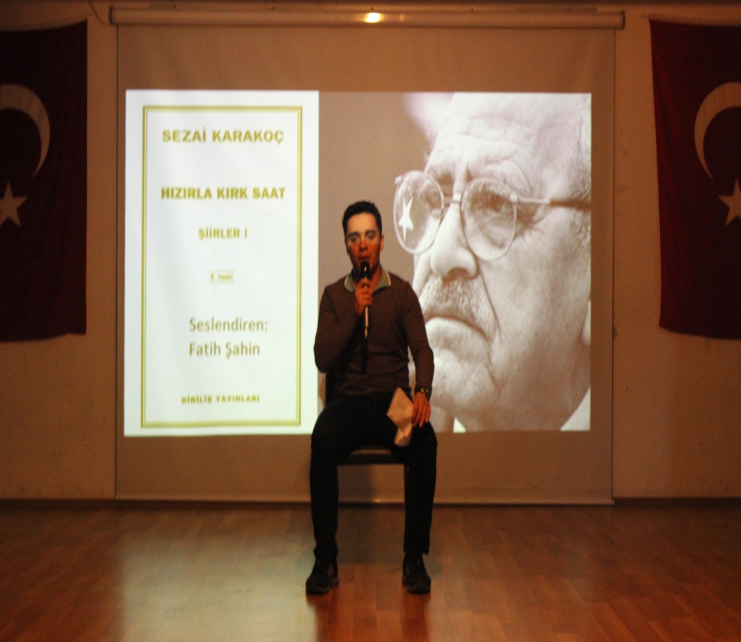 SEZAİ KARAKOÇ
HIZIRLA KIRK SAAT
ŞİİRLER I
Seslendiren:
Fatih Şahin
DİRİLİŞ YAYINLARI